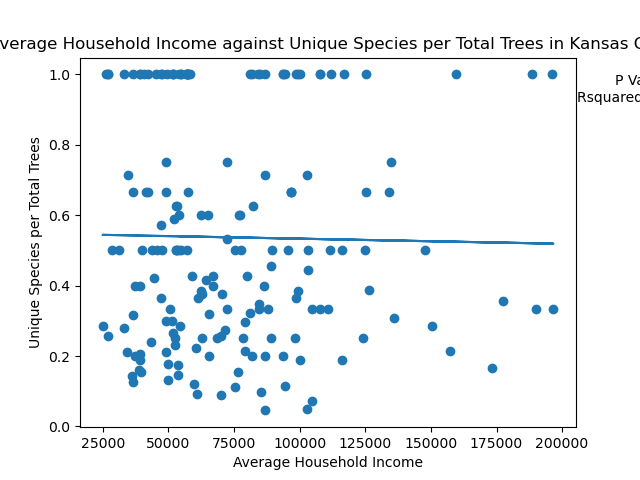 verage Household Income against Unique Species per Total Trees in Kansas
P Va
Rsquared
1.0
0.8
0.6
0.4
0.2
0.0
Unique Species per Total Trees
25000 50000 75000 100000 125000 150000 175000 200000
Average Household Income